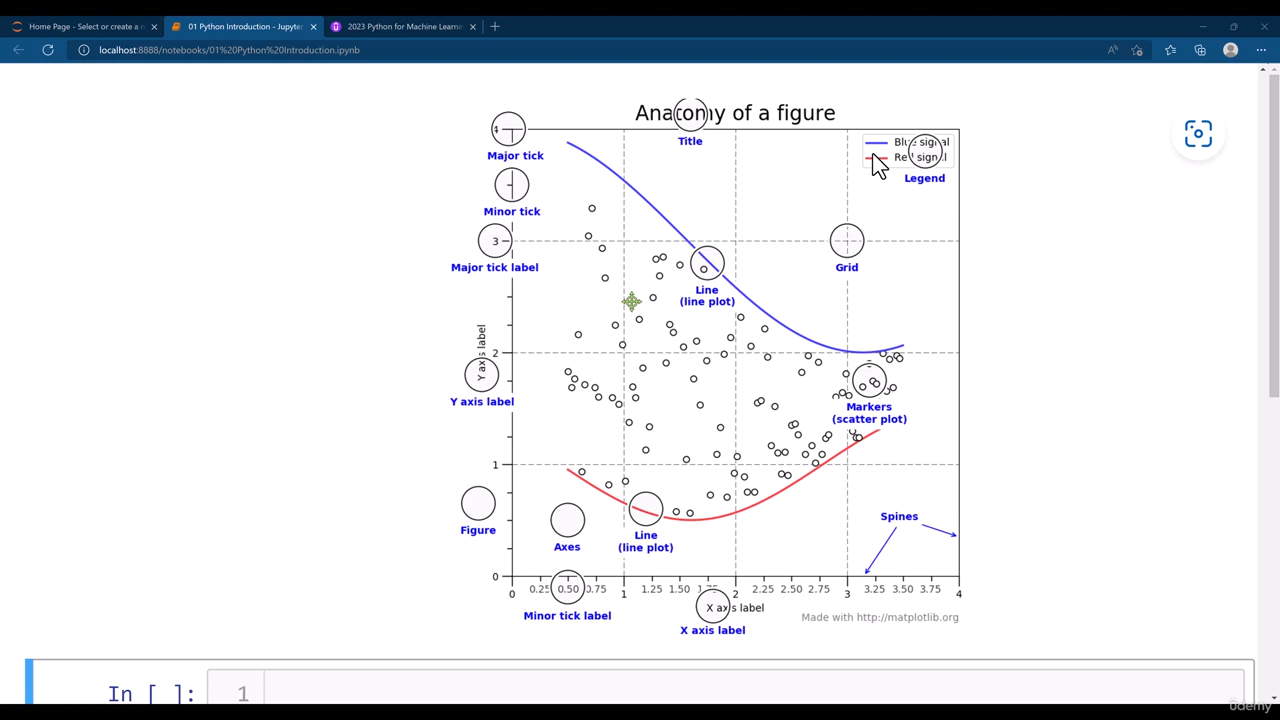 Home Page - Select or create a n
01 Python Introduction - Jupyter
2023 Python for Machine Learnin
localhost:8888/notebooks/01%20Python%20Introduction.ipynb
Anatomy of a figure
Title
4
Major tick
Blue signal
Red signal
Legend
Minor tick
3
Major tick label
Grid
Line
(line plot)
Y axis label
2
Y axis label
Markers
(scatter plot)
1
Figure
Axes
Line
(line plot)
Spines
0
0.25 0.50 0.75 1.25 1.50 1.75 2.25 2.50 2.75 3.25 3.50 3.75
0 1 2 3 4
Minor tick label
X axis label
X axis label
Made with http://matplotlib.org
In [ ]: 1
ûdemy